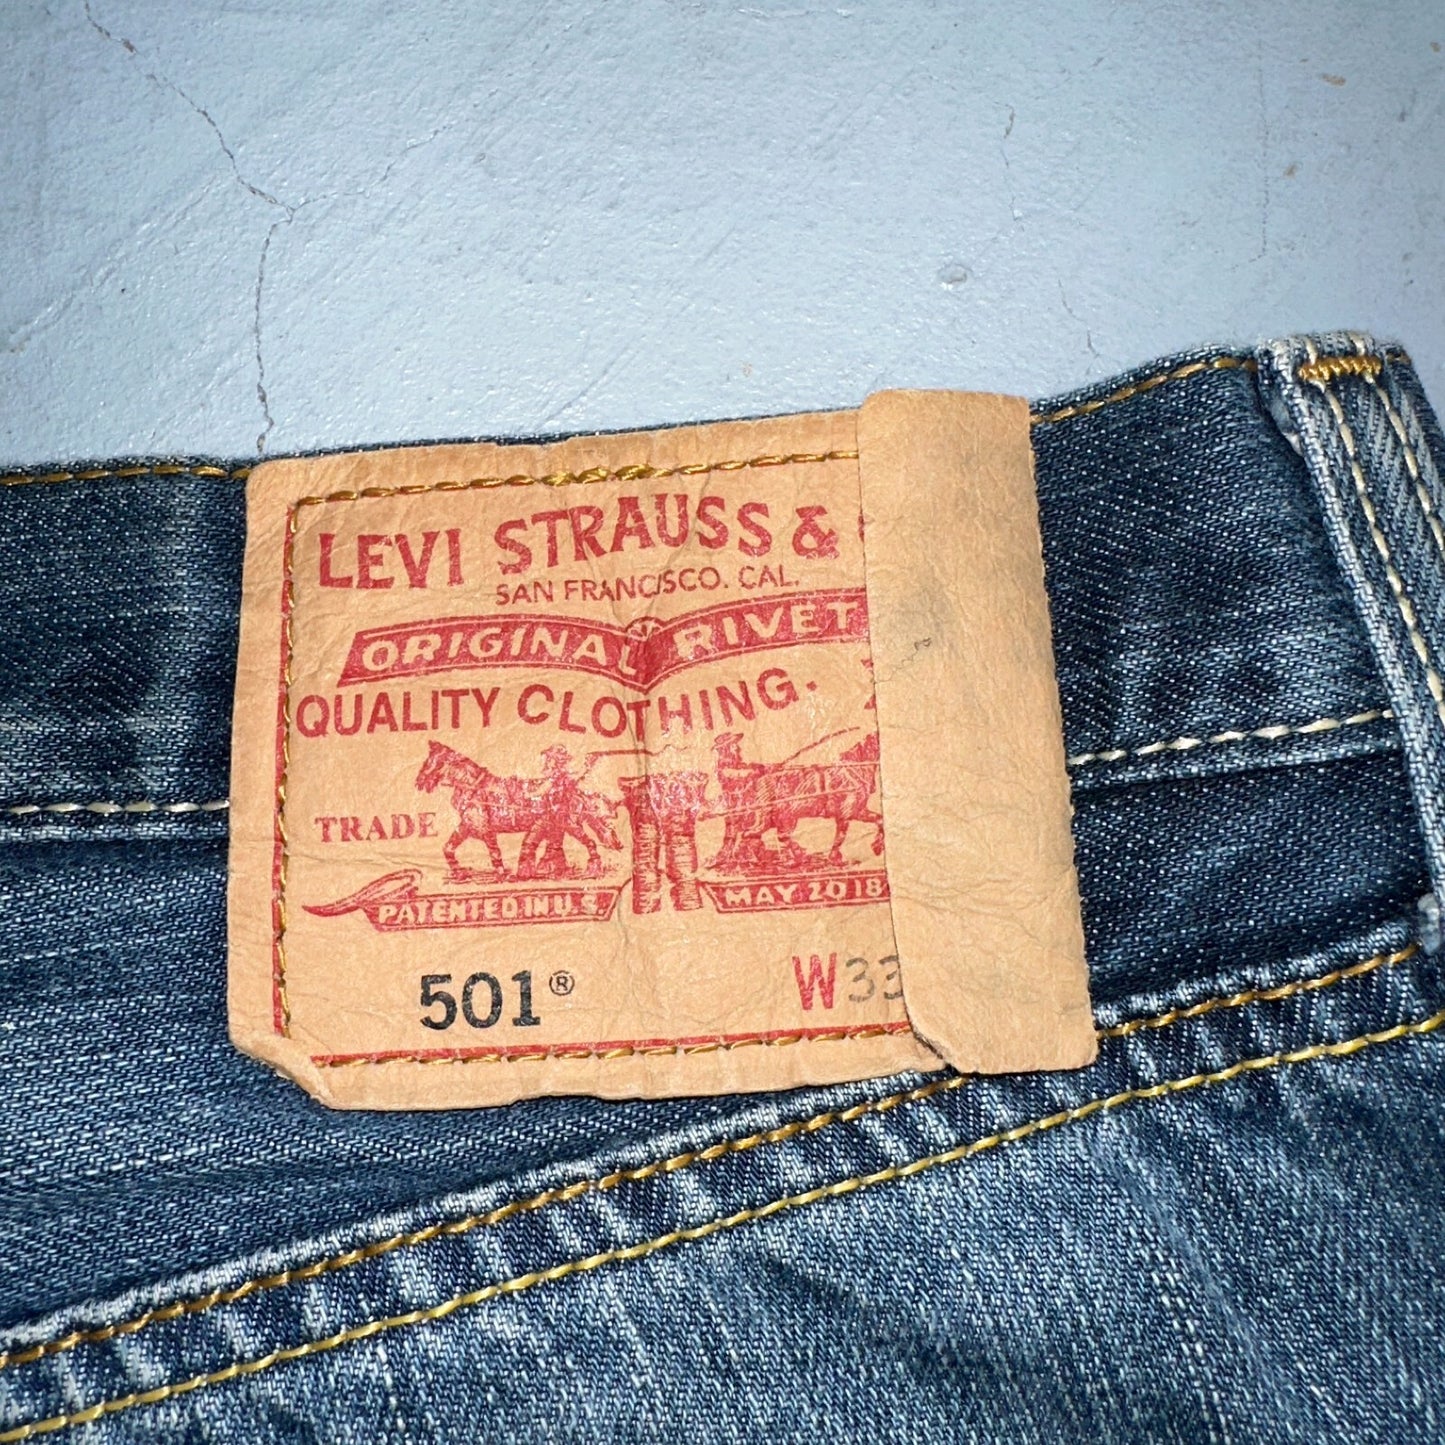 LEVI STRAUSS &
SAN FRANCISCO. CAL.
ORIGINAL RIVET
QUALITY CLOTHING.
TRADE
PATENTED IN U.S.
MAY 20 18
501®
W33